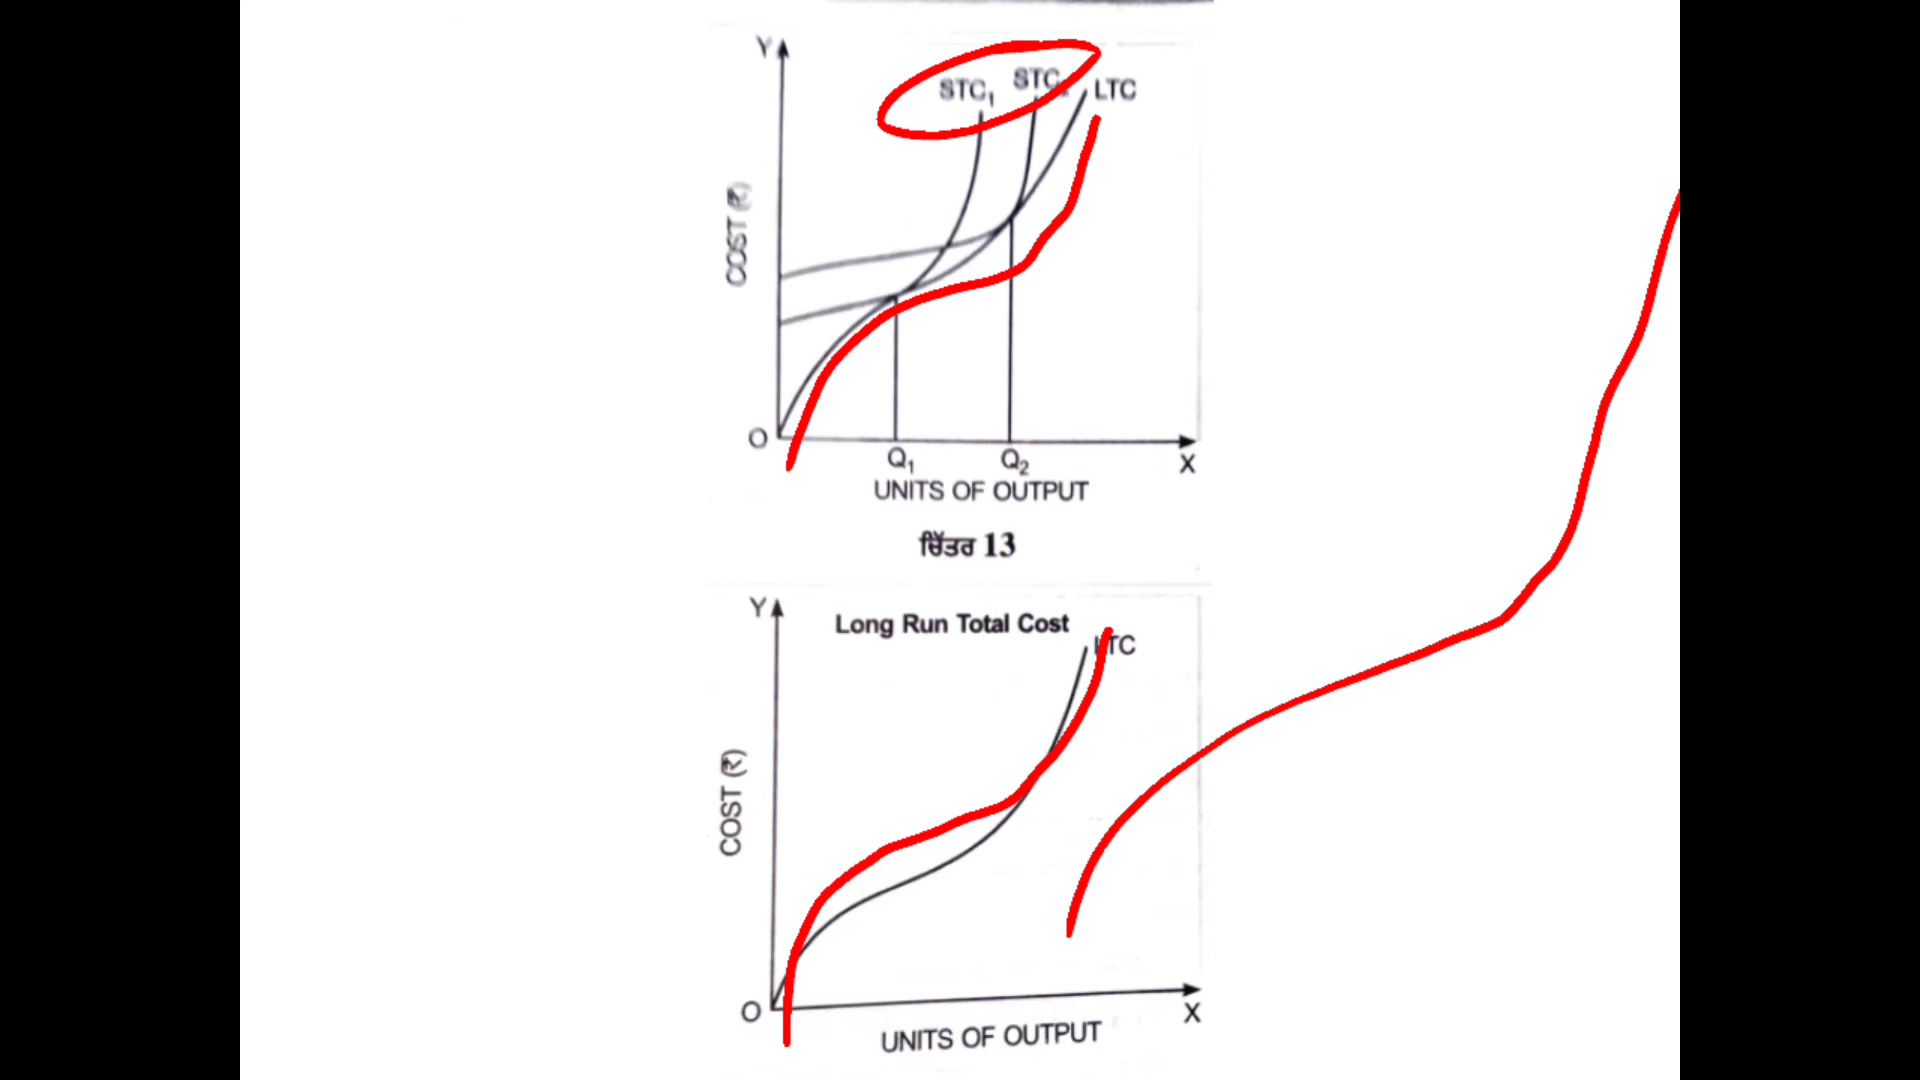 Y
STC₁ STC LTC
COST (₹)
O
Q₁ Q₂ X
UNITS OF OUTPUT
ਚਿੱਤਰ 13
Y Long Run Total Cost
LTC
COST (₹)
O X
UNITS OF OUTPUT